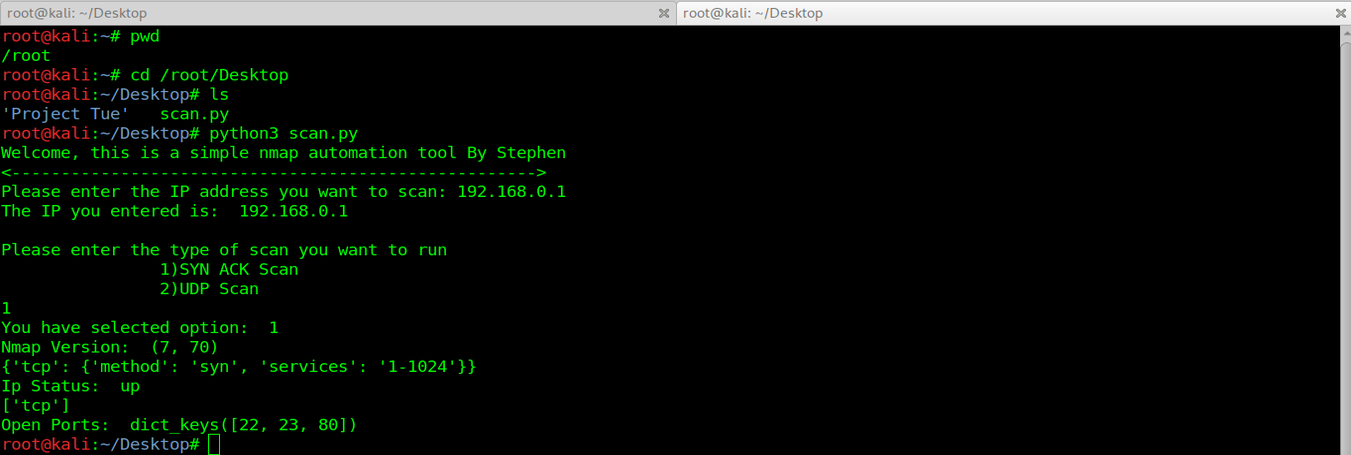 root@kali: ~/Desktop
root@kali: ~/Desktop
root@kali:~# pwd
/root
root@kali:~# cd /root/Desktop
root@kali:~/Desktop# ls
'Project Tue'   scan.py
root@kali:~/Desktop# python3 scan.py
Welcome, this is a simple nmap automation tool By Stephen
<----------------------------------------------------->
Please enter the IP address you want to scan: 192.168.0.1
The IP you entered is:  192.168.0.1
Please enter the type of scan you want to run
                1)SYN ACK Scan
                2)UDP Scan
1
You have selected option:  1
Nmap Version:  (7, 70)
{'tcp': {'method': 'syn', 'services': '1-1024'}}
Ip Status:  up
['tcp']
Open Ports:  dict_keys([22, 23, 80])
root@kali:~/Desktop#